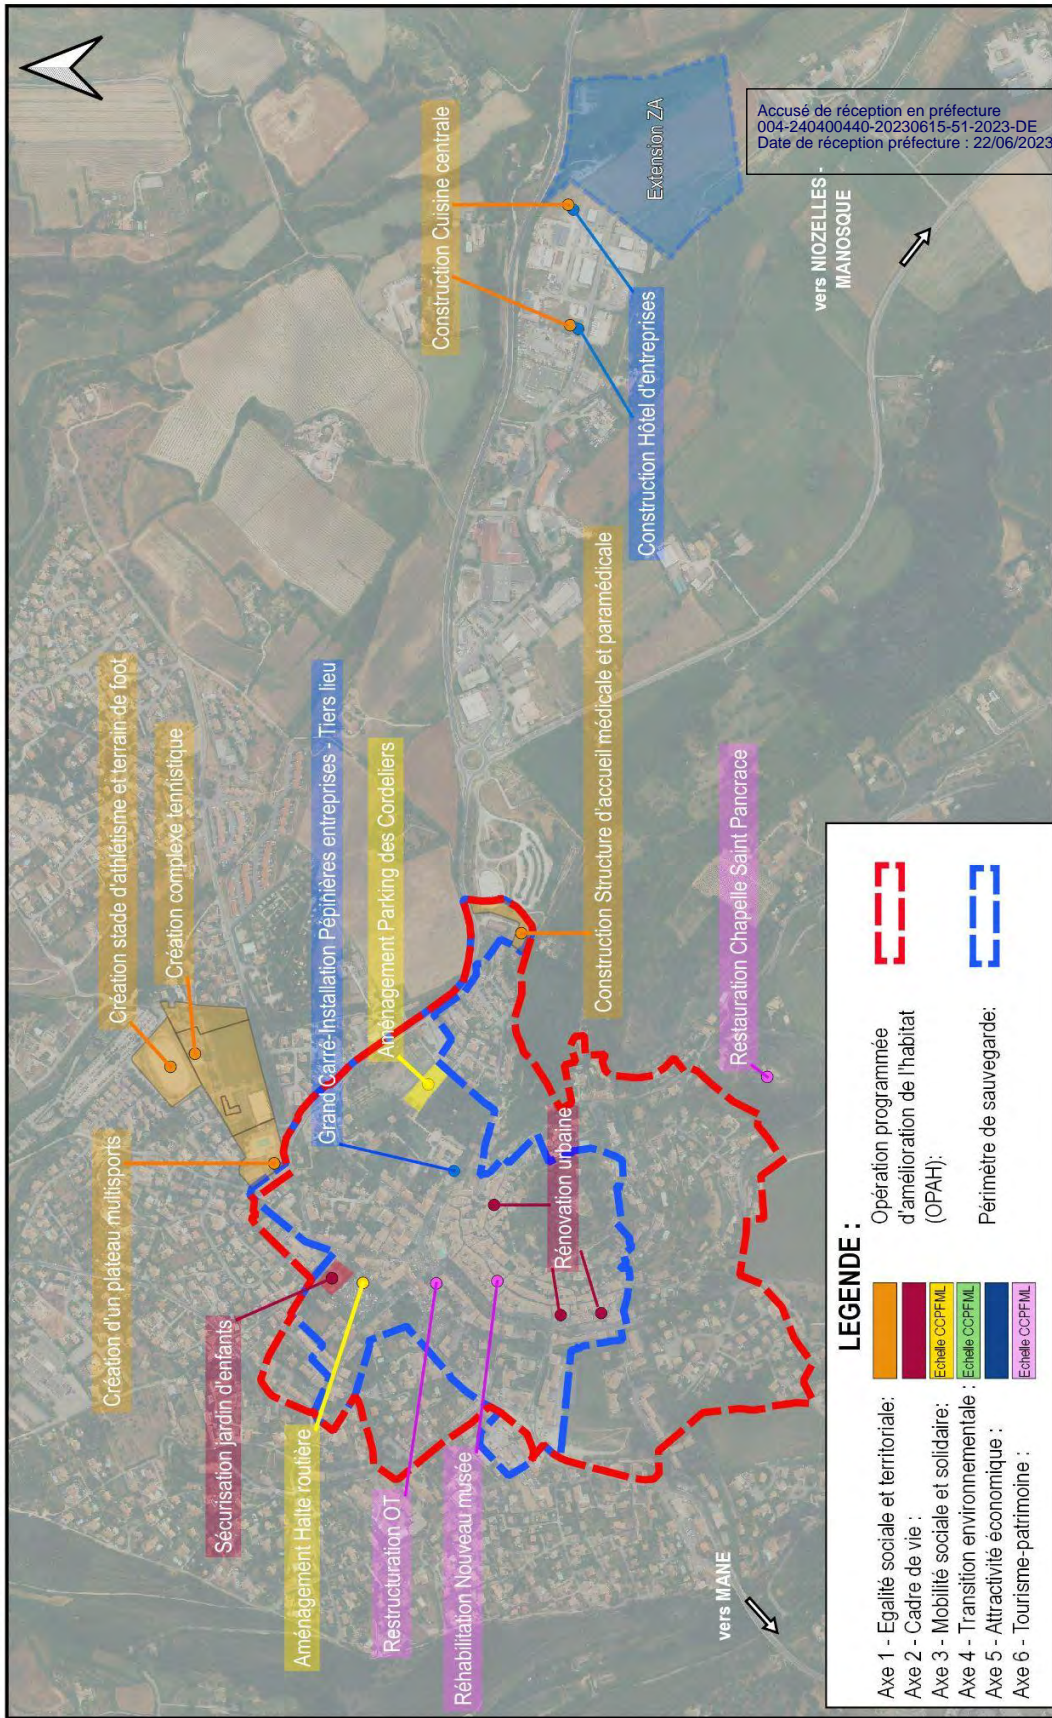 Accusé de réception en préfecture
004-240400440-20230615-51-2023-DE
Date de réception préfecture : 22/06/2023
Création d'un plateau multisports
Création stade d'athlétisme et terrain de foot
Création complexe tennistique
Sécurisation jardin d'enfants
Aménagement Halte routière
Grand Carré-Installation Pépinières entreprises - Tiers lieu
Aménagement Parking des Cordeliers
Construction Cuisine centrale
Extension ZA
Restructuration OT
Réhabilitation Nouveau musée
Rénovation urbaine
Construction Structure d'accueil médicale et paramédicale
Construction Hôtel d'entreprises
Restauration Chapelle Saint Pancrace
vers MANE
vers NIOZELLES -
MANOSQUE
LEGENDE :
Axe 1 - Egalité sociale et territoriale:
Axe 2 - Cadre de vie :
Axe 3 - Mobilité sociale et solidaire:
Echelle CCPFML
Axe 4 - Transition environnementale :
Echelle CCPFML
Axe 5 - Attractivité économique :
Axe 6 - Tourisme-patrimoine :
Echelle CCPFML
Opération programmée
d'amélioration de l'habitat
(OPAH):
Périmètre de sauvegarde: